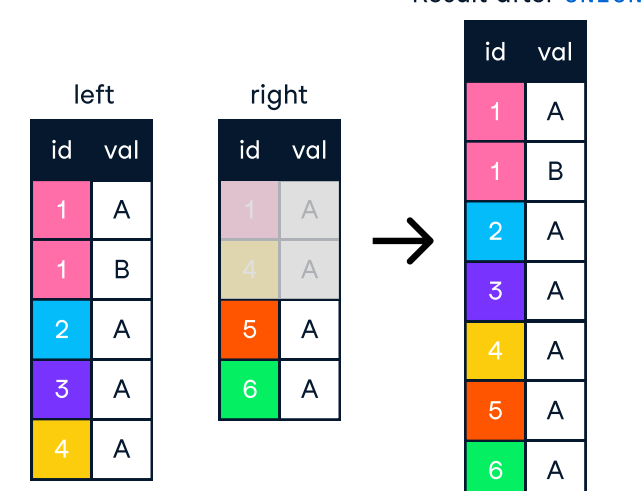 Result after UNION
left
id val
1 A
1 B
2 A
3 A
4 A
right
id val
1 A
4 A
5 A
6 A
id val
1 A
1 B
2 A
3 A
4 A
5 A
6 A